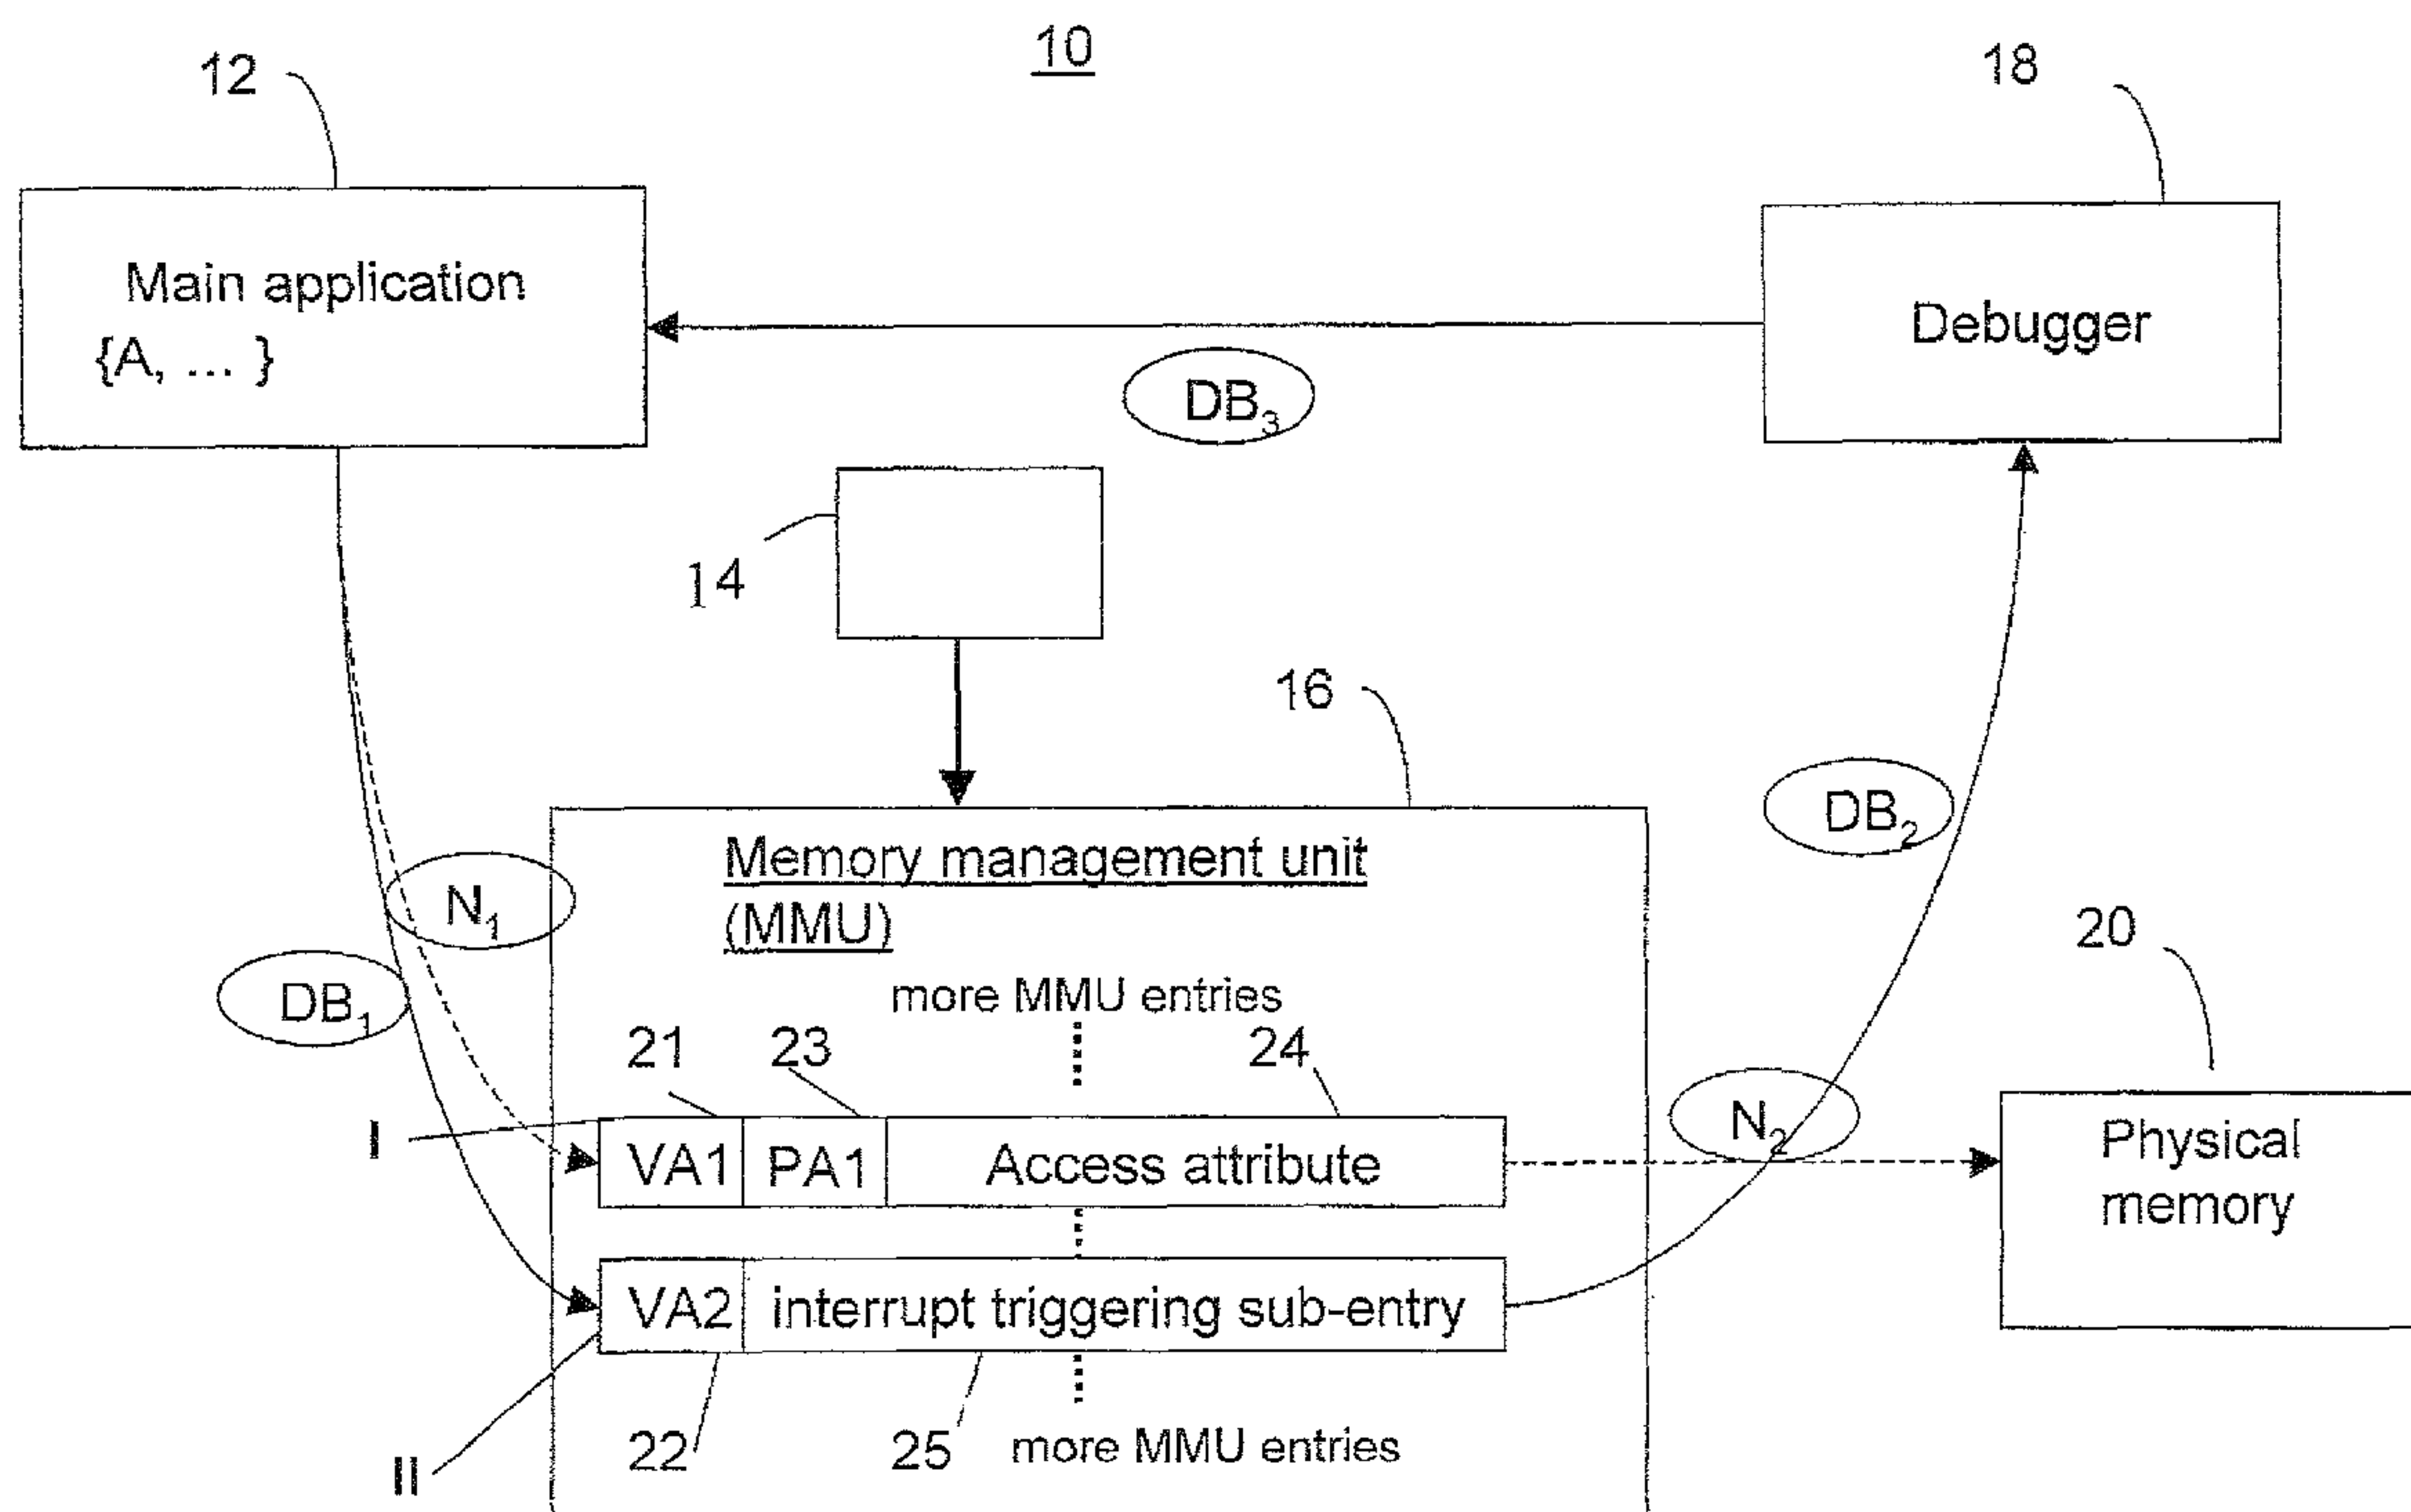 10
12
18
Main application
{A, ... }
Debugger
DB₃
14
16
DB₂
Memory management unit
(MMU)
N₁
20
DB₁
more MMU entries
21
23
24
I
VA1
PA1
Access attribute
N₂
Physical
memory
VA2
interrupt triggering sub-entry
II
22
25
more MMU entries